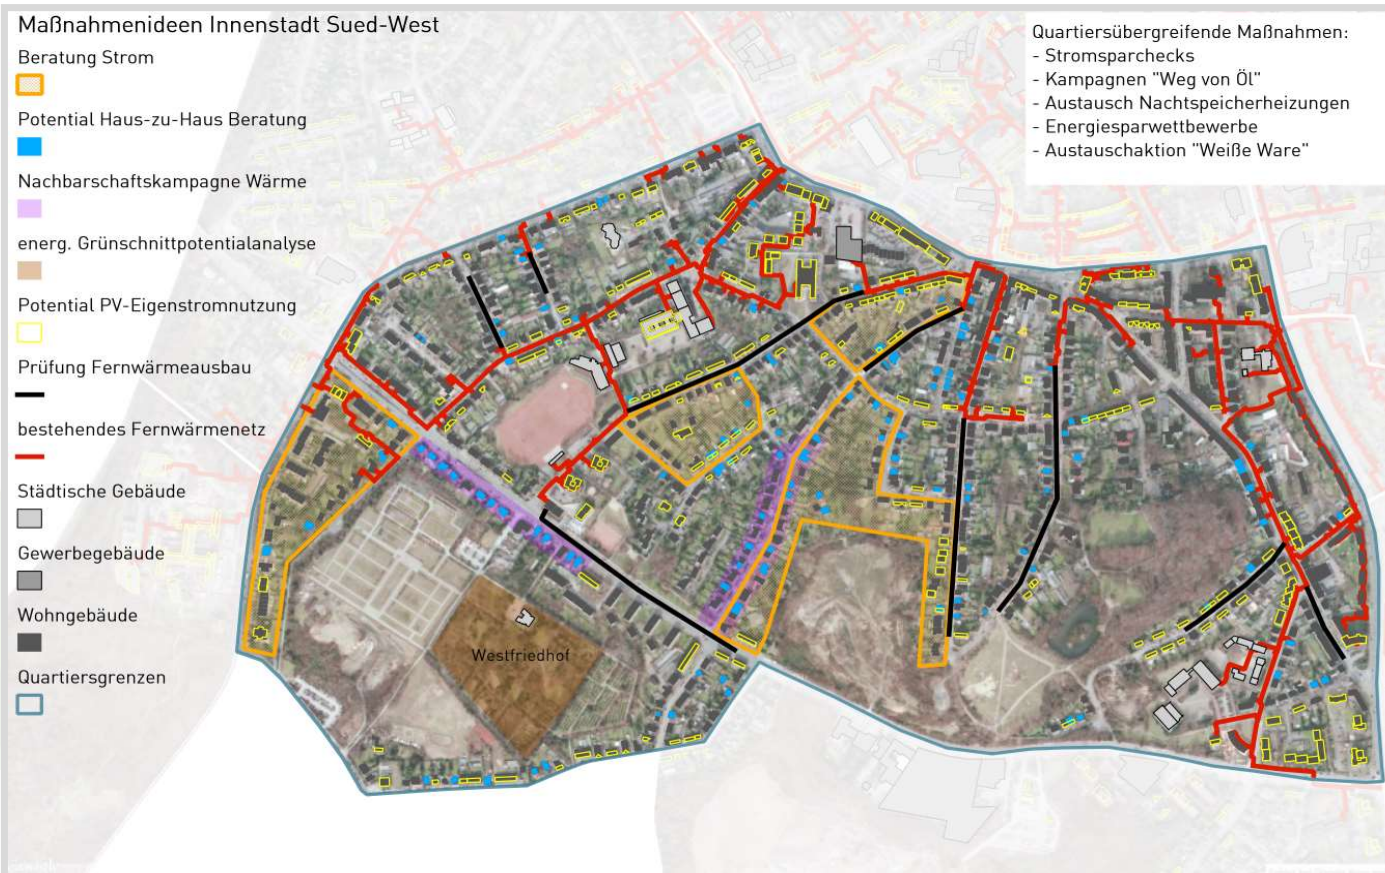 Maßnahmenideen Innenstadt Sued-West
Beratung Strom
Potential Haus-zu-Haus Beratung
Nachbarschaftskampagne Wärme
energ. Grünschnittpotentialanalyse
Potential PV-Eigenstromnutzung
Prüfung Fernwärmeausbau
bestehendes Fernwärmenetz
Städtische Gebäude
Gewerbegebäude
Wohngebäude
Quartiersgrenzen
Quartiersübergreifende Maßnahmen:
- Stromsparchecks
- Kampagnen "Weg von Öl"
- Austausch Nachtspeicherheizungen
- Energiesparwettbewerbe
- Austauschaktion "Weiße Ware"
Westfriedhof